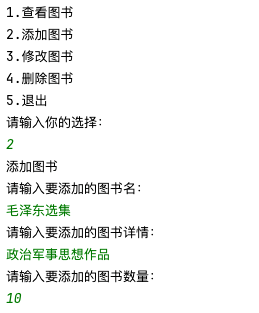 1.查看图书
2.添加图书
3.修改图书
4.删除图书
5.退出
请输入你的选择:
2
添加图书
请输入要添加的图书名:
毛泽东选集
请输入要添加的图书详情:
政治军事思想作品
请输入要添加的图书数量:
10